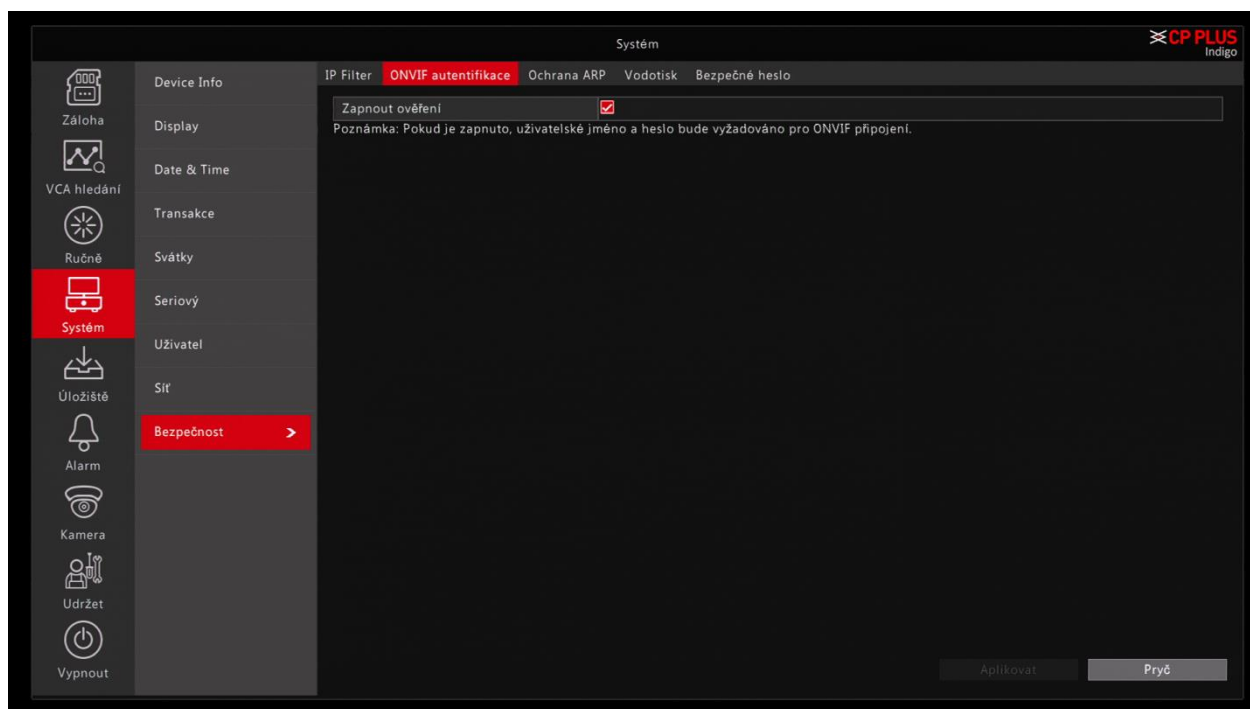 Systém
CP PLUS
Indigo
Záloha
VCA hledání
Ručně
Systém
Úložiště
Alarm
Kamera
Udržet
Vypnout
Device Info
Display
Date & Time
Transakce
Svátky
Seriový
Uživatel
Síť
Bezpečnost
IP Filter ONVIF autentifikace Ochrana ARP Vodotisk Bezpečné heslo
Zapnout ověření
Poznámka: Pokud je zapnuto, uživatelské jméno a heslo bude vyžadováno pro ONVIF připojení.
Aplikovat Pryč